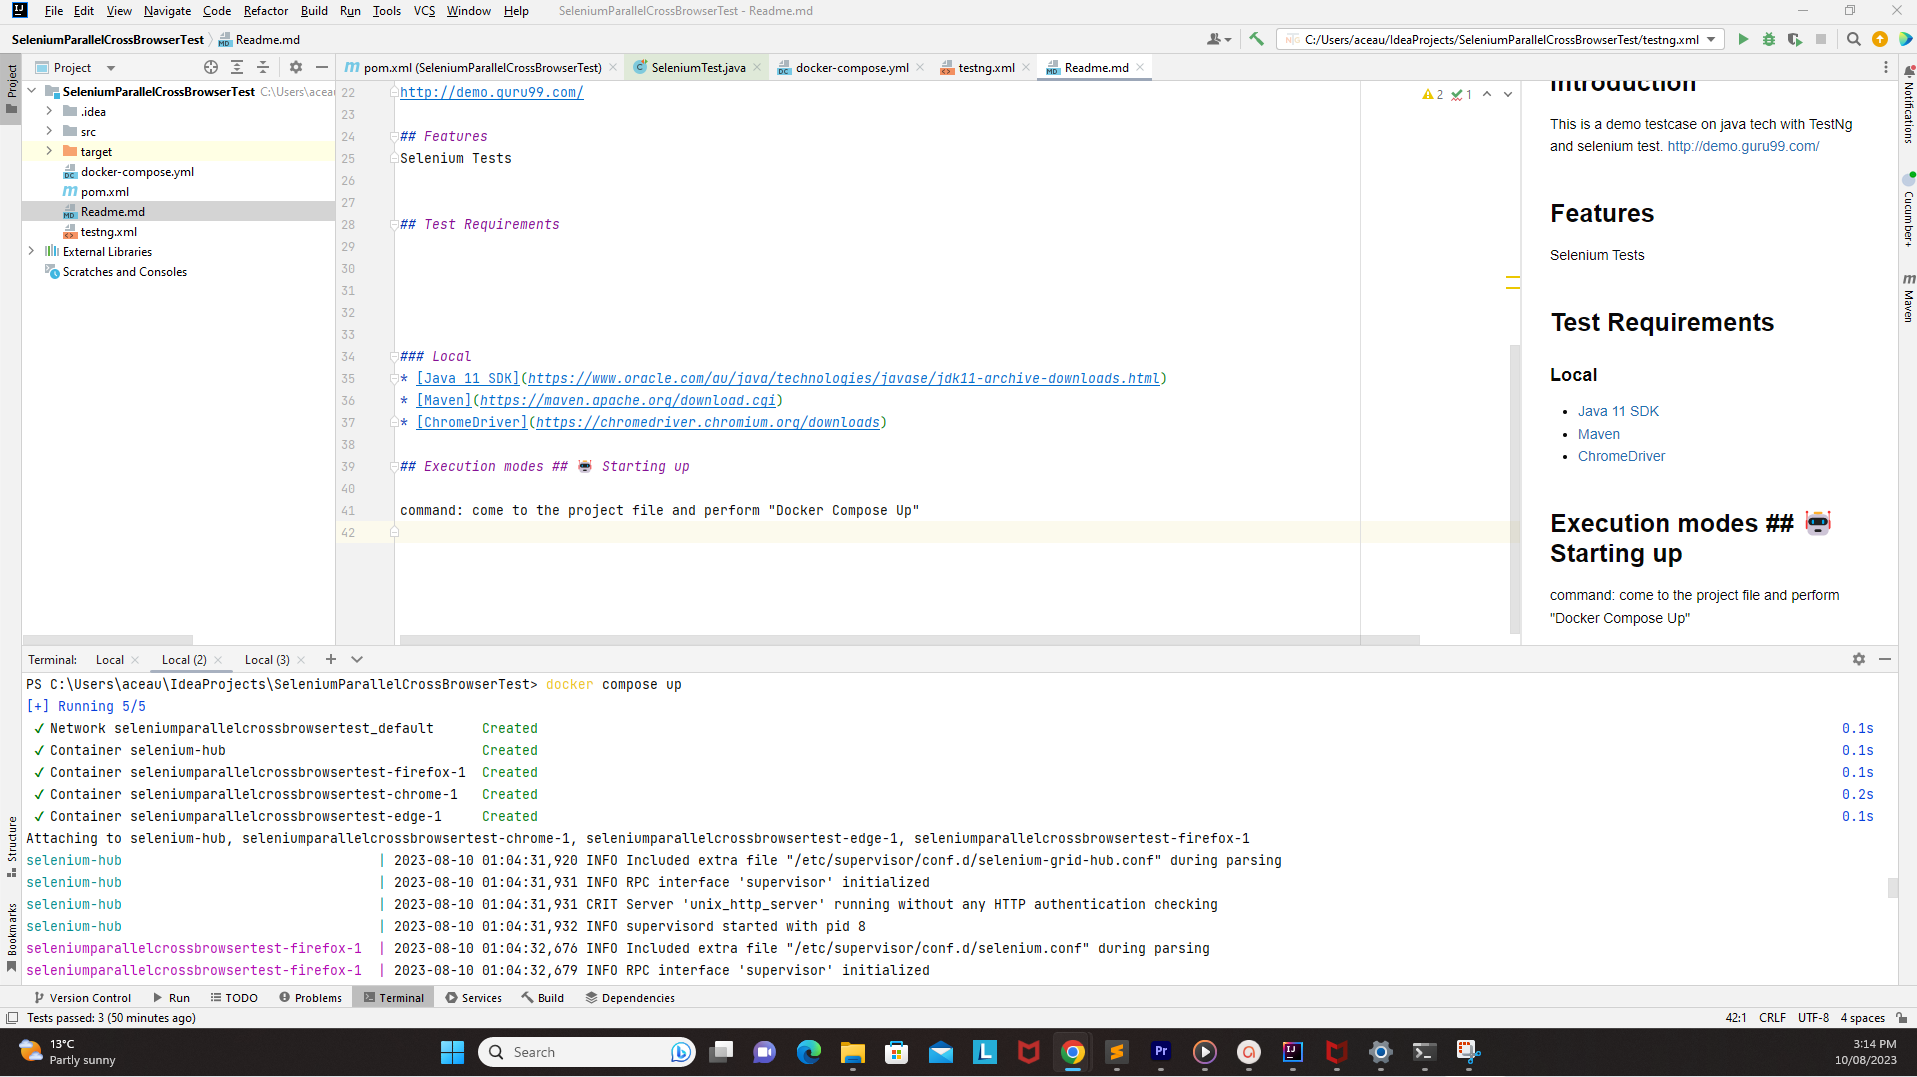 File Edit View Navigate Code Refactor Build Run Tools VCS Window Help SeleniumParallelCrossBrowserTest - Readme.md
SeleniumParallelCrossBrowserTest Readme.md
C:/Users/aceau/IdeaProjects/SeleniumParallelCrossBrowserTest/testng.xml
Project
pom.xml (SeleniumParallelCrossBrowserTest) SeleniumTest.java docker-compose.yml testng.xml Readme.md
Project
SeleniumParallelCrossBrowserTest C:\Users\aceau
.idea
src
target
docker-compose.yml
pom.xml
Readme.md
testng.xml
External Libraries
Scratches and Consoles
2 1
22 http://demo.guru99.com/
23
24 ## Features
25 Selenium Tests
26
27
28 ## Test Requirements
29
30
31
32
33
34 ### Local
35 * [Java 11 SDK](https://www.oracle.com/au/java/technologies/javase/jdk11-archive-downloads.html)
36 * [Maven](https://maven.apache.org/download.cgi)
37 * [ChromeDriver](https://chromedriver.chromium.org/downloads)
38
39 ## Execution modes ## 🤖 Starting up
40
41 command: come to the project file and perform "Docker Compose Up"
42
Introduction
This is a demo testcase on java tech with TestNg
and selenium test. http://demo.guru99.com/
Features
Selenium Tests
Test Requirements
Local
• Java 11 SDK
• Maven
• ChromeDriver
Execution modes ## 🤖
Starting up
command: come to the project file and perform
"Docker Compose Up"
Notifications
Cucumber+
Maven
Terminal: Local Local (2) Local (3)
PS C:\Users\aceau\IdeaProjects\SeleniumParallelCrossBrowserTest> docker compose up
[+] Running 5/5
✓ Network seleniumparallelcrossbrowsertest_default Created 0.1s
✓ Container selenium-hub Created 0.1s
✓ Container seleniumparallelcrossbrowsertest-firefox-1 Created 0.1s
✓ Container seleniumparallelcrossbrowsertest-chrome-1 Created 0.2s
✓ Container seleniumparallelcrossbrowsertest-edge-1 Created 0.1s
Attaching to selenium-hub, seleniumparallelcrossbrowsertest-chrome-1, seleniumparallelcrossbrowsertest-edge-1, seleniumparallelcrossbrowsertest-firefox-1
selenium-hub | 2023-08-10 01:04:31,920 INFO Included extra file "/etc/supervisor/conf.d/selenium-grid-hub.conf" during parsing
selenium-hub | 2023-08-10 01:04:31,931 INFO RPC interface 'supervisor' initialized
selenium-hub | 2023-08-10 01:04:31,931 CRIT Server 'unix_http_server' running without any HTTP authentication checking
selenium-hub | 2023-08-10 01:04:31,932 INFO supervisord started with pid 8
seleniumparallelcrossbrowsertest-firefox-1 | 2023-08-10 01:04:32,676 INFO Included extra file "/etc/supervisor/conf.d/selenium.conf" during parsing
seleniumparallelcrossbrowsertest-firefox-1 | 2023-08-10 01:04:32,679 INFO RPC interface 'supervisor' initialized
Structure
Bookmarks
Version Control Run TODO Problems Terminal Services Build Dependencies
Tests passed: 3 (50 minutes ago) 42:1 CRLF UTF-8 4 spaces
13°C
Partly sunny
Search
3:14 PM
10/08/2023